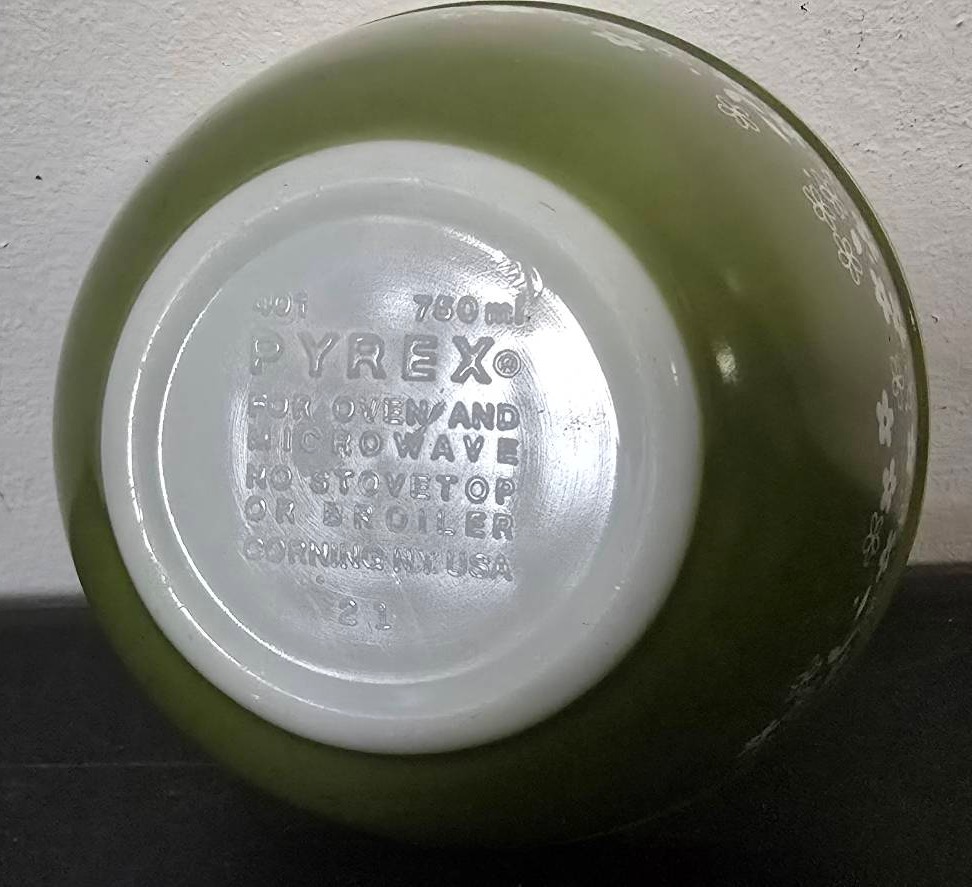 401 750 ml
PYREX®
FOR OVEN/AND
MICROWAVE
NO STOVETOP
OR BROILER
CORNING NY USA
21